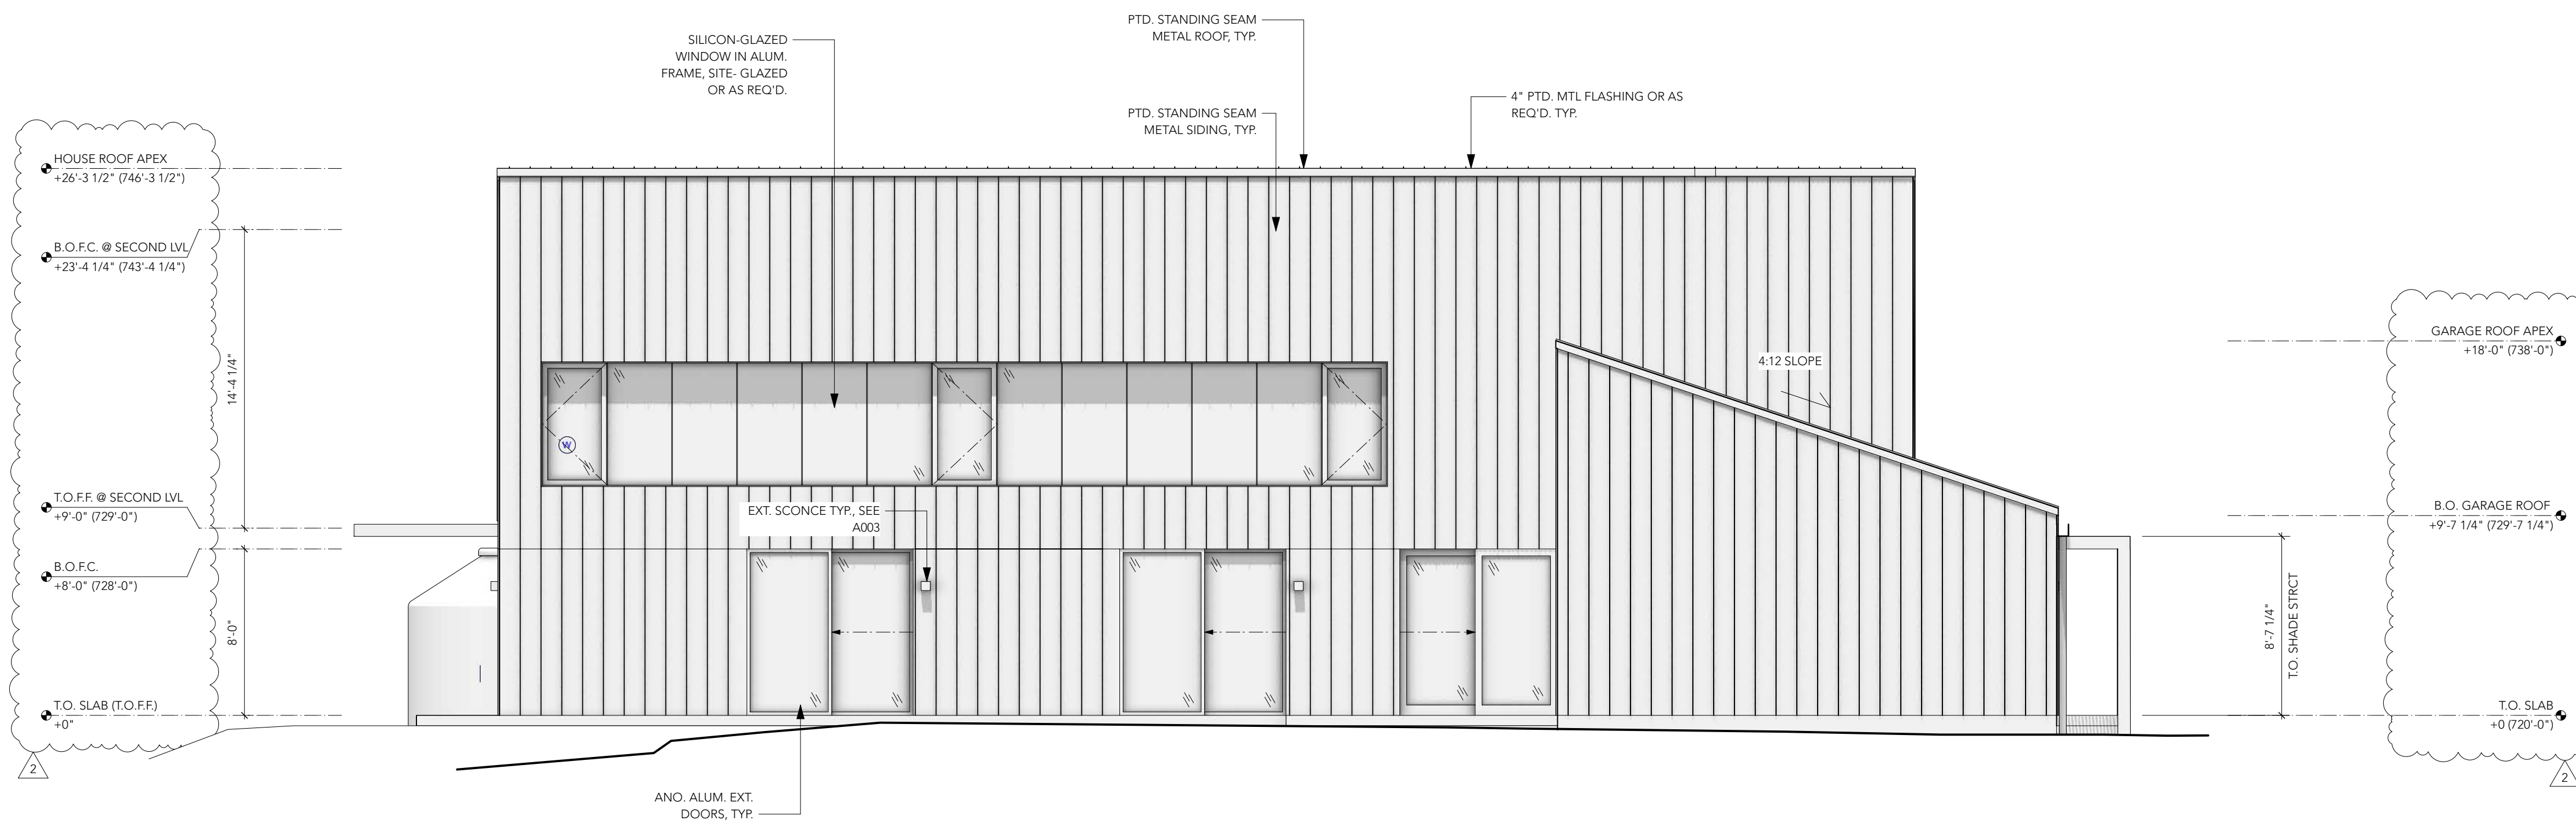 PTD. STANDING SEAM
METAL ROOF, TYP.
SILICON-GLAZED
WINDOW IN ALUM.
FRAME, SITE- GLAZED
OR AS REQ'D.
4" PTD. MTL FLASHING OR AS
REQ'D. TYP.
PTD. STANDING SEAM
METAL SIDING, TYP.
HOUSE ROOF APEX
+26'-3 1/2" (746'-3 1/2")
B.O.F.C. @ SECOND LVL
+23'-4 1/4" (743'-4 1/4")
14'-4 1/4"
T.O.F.F. @ SECOND LVL
+9'-0" (729'-0")
B.O.F.C.
+8'-0" (728'-0")
8'-0"
T.O. SLAB (T.O.F.F.)
+0"
2
W
EXT. SCONCE TYP., SEE
A003
4:12 SLOPE
ANO. ALUM. EXT.
DOORS, TYP.
GARAGE ROOF APEX
+18'-0" (738'-0")
B.O. GARAGE ROOF
+9'-7 1/4" (729'-7 1/4")
8'-7 1/4"
T.O. SHADE STRCT
T.O. SLAB
+0 (720'-0")
2